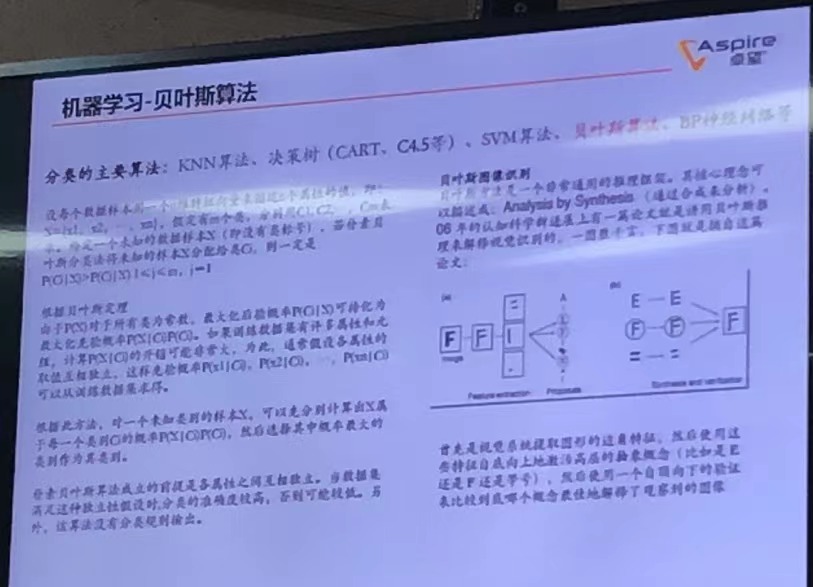 Aspire
卓望
机器学习-贝叶斯算法
分类的主要算法：KNN算法、决策树（CART、C4.5等）、SVM算法、贝叶斯算法、BP神经网络等
设每个数据样本用一个n维特征向量来描述n个属性的值，即：
X={x1，x2，…，xn}，假定有m个类，分别用C1, C2,…，Cm表
示。给定一个未知的数据样本X（即没有类标号），若朴素贝
叶斯分类法将未知的样本X分配给类Ci，则一定是
P(Ci|X)>P(Cj|X) 1≤j≤m，j≠i
根据贝叶斯定理
由于P(X)对于所有类为常数，最大化后验概率P(Ci|X)可转化为
最大化先验概率P(X|Ci)P(Ci)。如果训练数据集有许多属性和元
组，计算P(X|Ci)的开销可能非常大，为此，通常假设各属性的
取值互相独立，这样先验概率P(x1|Ci)，P(x2|Ci)，…，P(xn|Ci)
可以从训练数据集求得。
根据此方法，对一个未知类别的样本X，可以先分别计算出X属
于每一个类别Ci的概率P(X|Ci)P(Ci)，然后选择其中概率最大的
类别作为其类别。
朴素贝叶斯算法成立的前提是各属性之间互相独立。当数据集
满足这种独立性假设时,分类的准确度较高，否则可能较低。另
外，该算法没有分类规则输出。
贝叶斯图像识别
贝叶斯方法是一个非常通用的推理框架。其核心理念可
以描述成：Analysis by Synthesis （通过合成来分析）。
06 年的认知科学新进展上有一篇论文就是讲用贝叶斯推
理来解释视觉识别的，一图胜千言，下图就是摘自这篇
论文：
(a)
F F
A
Image
Feature extraction Proposals
(b)
E E
F F F
= =
Synthesis and verification
首先是视觉系统提取图形的边角特征，然后使用这
些特征自底向上地激活高层的抽象概念（比如是 E
还是 F 还是等号），然后使用一个自顶向下的验证
来比较到底哪个概念最佳地解释了观察到的图像